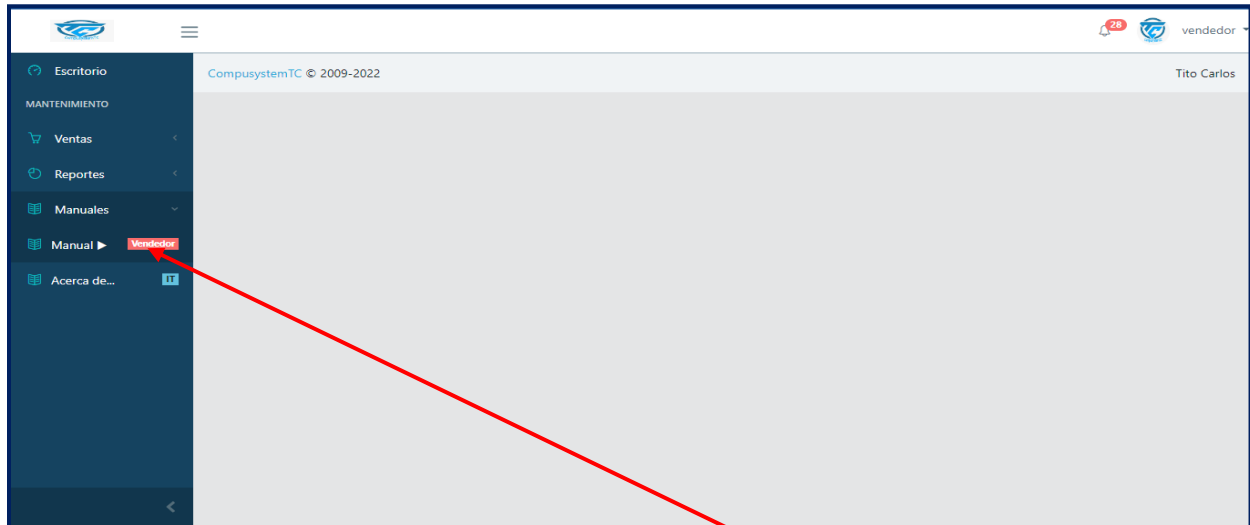 28 vendedor
Escritorio
CompusystemTC © 2009-2022 Tito Carlos
MANTENIMIENTO
Ventas
Reportes
Manuales
Manual ▶ Vendedor
Acerca de... IT